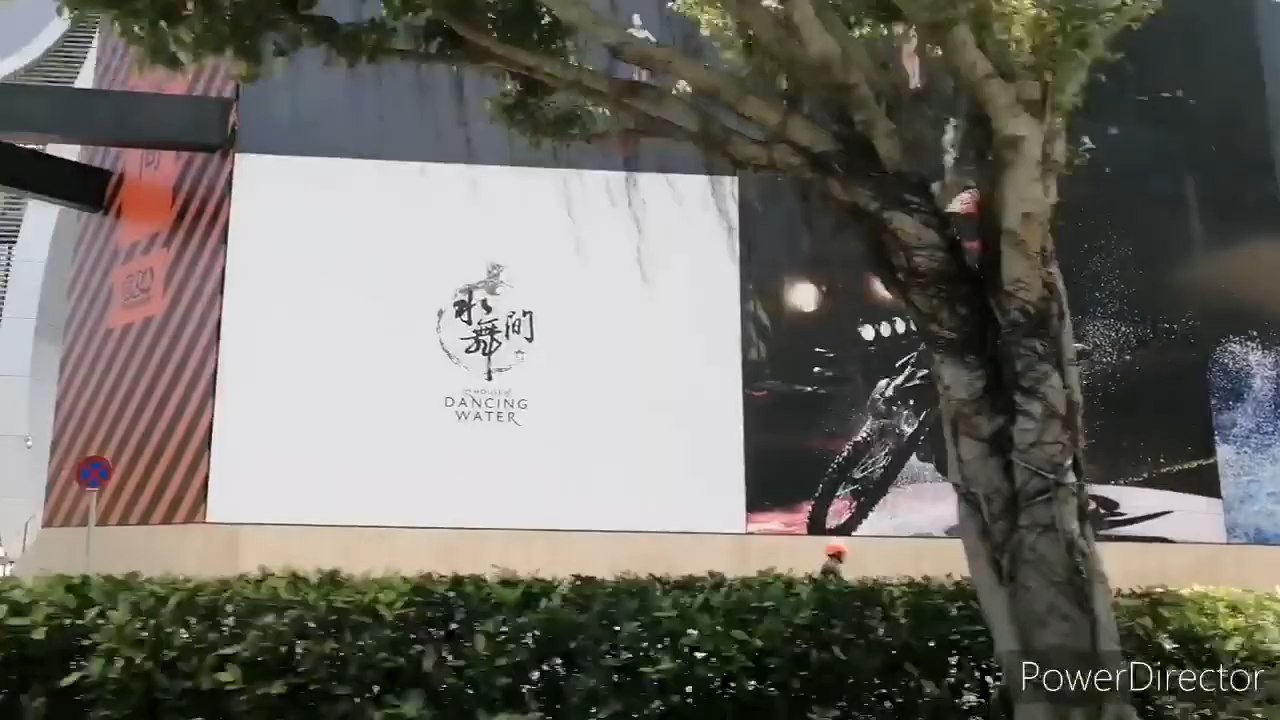 水舞間
THE HOUSE OF
DANCING
WATER
PowerDirector